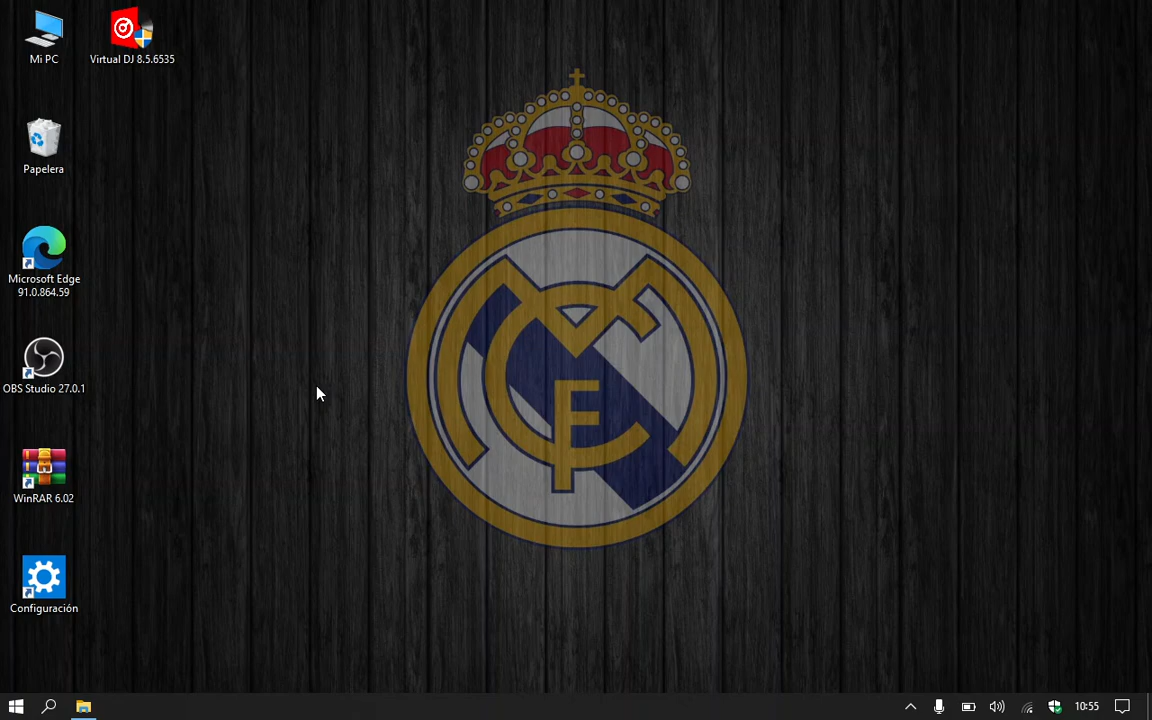 Mi PC
Virtual DJ 8.5.6535
Papelera
Microsoft Edge
91.0.864.59
OBS Studio 27.0.1
WinRAR 6.02
Configuración
10:55